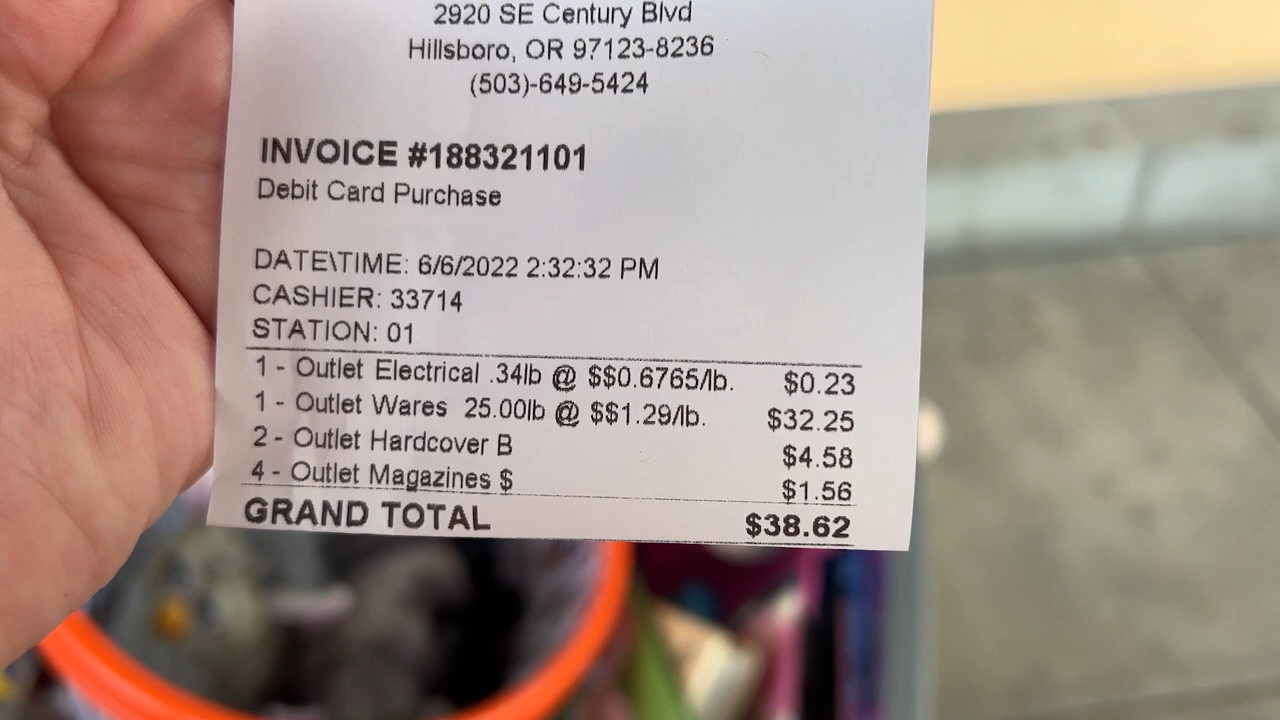 2920 SE Century Blvd
Hillsboro, OR 97123-8236
(503)-649-5424
INVOICE #188321101
Debit Card Purchase
DATE\TIME: 6/6/2022 2:32:32 PM
CASHIER: 33714
STATION: 01
1 - Outlet Electrical .34lb @ $$0.6765/lb. $0.23
1 - Outlet Wares 25.00lb @ $$1.29/lb. $32.25
2 - Outlet Hardcover B $4.58
4 - Outlet Magazines $ $1.56
GRAND TOTAL $38.62